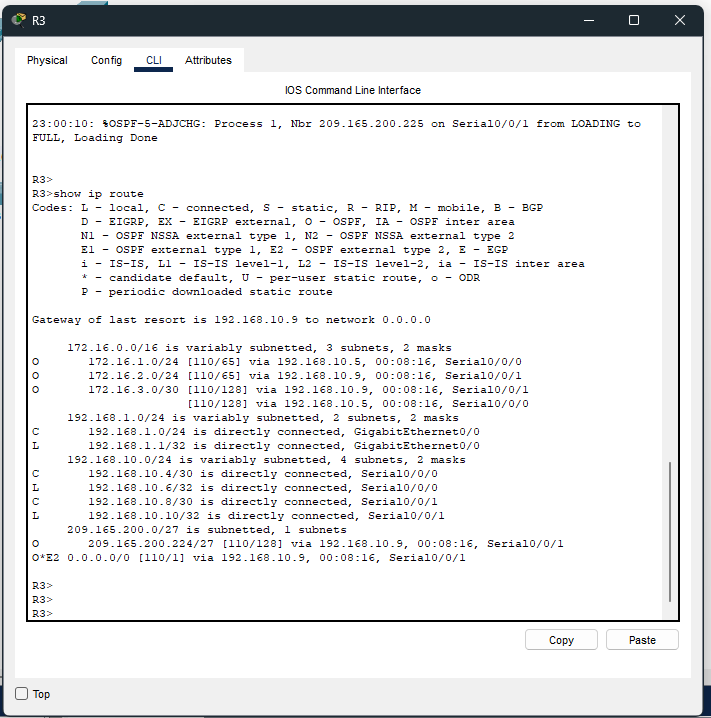 R3
Physical Config CLI Attributes
IOS Command Line Interface
23:00:10: %OSPF-5-ADJCHG: Process 1, Nbr 209.165.200.225 on Serial0/0/1 from LOADING to
FULL, Loading Done
R3>
R3>show ip route
Codes: L - local, C - connected, S - static, R - RIP, M - mobile, B - BGP
D - EIGRP, EX - EIGRP external, O - OSPF, IA - OSPF inter area
N1 - OSPF NSSA external type 1, N2 - OSPF NSSA external type 2
E1 - OSPF external type 1, E2 - OSPF external type 2, E - EGP
i - IS-IS, L1 - IS-IS level-1, L2 - IS-IS level-2, ia - IS-IS inter area
* - candidate default, U - per-user static route, o - ODR
P - periodic downloaded static route
Gateway of last resort is 192.168.10.9 to network 0.0.0.0
172.16.0.0/16 is variably subnetted, 3 subnets, 2 masks
O 172.16.1.0/24 [110/65] via 192.168.10.5, 00:08:16, Serial0/0/0
O 172.16.2.0/24 [110/65] via 192.168.10.9, 00:08:16, Serial0/0/1
O 172.16.3.0/30 [110/128] via 192.168.10.9, 00:08:16, Serial0/0/1
[110/128] via 192.168.10.5, 00:08:16, Serial0/0/0
192.168.1.0/24 is variably subnetted, 2 subnets, 2 masks
C 192.168.1.0/24 is directly connected, GigabitEthernet0/0
L 192.168.1.1/32 is directly connected, GigabitEthernet0/0
192.168.10.0/24 is variably subnetted, 4 subnets, 2 masks
C 192.168.10.4/30 is directly connected, Serial0/0/0
L 192.168.10.6/32 is directly connected, Serial0/0/0
C 192.168.10.8/30 is directly connected, Serial0/0/1
L 192.168.10.10/32 is directly connected, Serial0/0/1
209.165.200.0/27 is subnetted, 1 subnets
O 209.165.200.224/27 [110/128] via 192.168.10.9, 00:08:16, Serial0/0/1
O*E2 0.0.0.0/0 [110/1] via 192.168.10.9, 00:08:16, Serial0/0/1
R3>
R3>
R3>
Copy Paste
Top